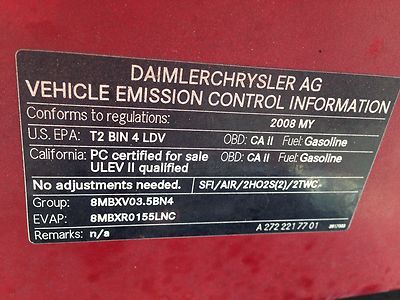 DAIMLERCHRYSLER AG
VEHICLE EMISSION CONTROL INFORMATION
Conforms to regulations: 2008 MY
U.S. EPA: T2 BIN 4 LDV OBD: CA II Fuel: Gasoline
California: PC certified for sale OBD: CA II Fuel: Gasoline
ULEV II qualified
No adjustments needed. SFI/AIR/2HO2S(2)/2TWC
Group: 8MBXV03.5BN4
EVAP: 8MBXR0155LNC
Remarks: n/a A 272 221 77 01